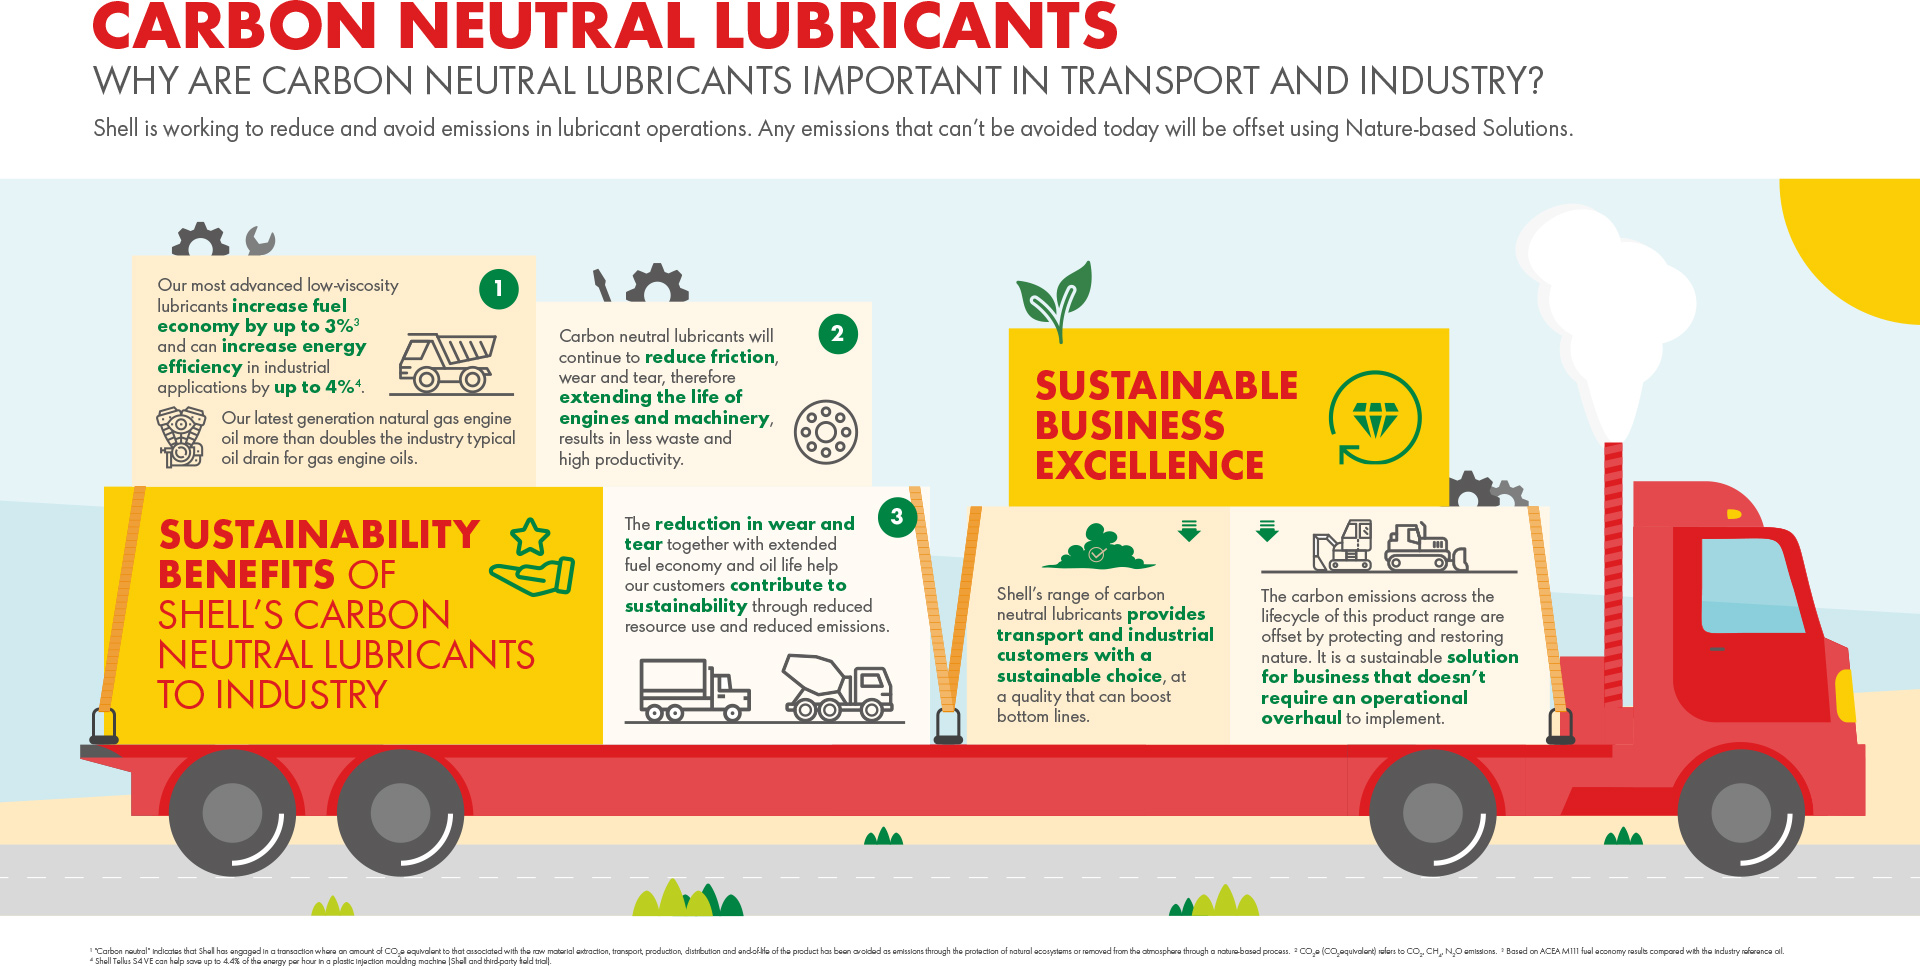 CARBON NEUTRAL LUBRICANTS
WHY ARE CARBON NEUTRAL LUBRICANTS IMPORTANT IN TRANSPORT AND INDUSTRY?
Shell is working to reduce and avoid emissions in lubricant operations. Any emissions that can't be avoided today will be offset using Nature-based Solutions.
1
Our most advanced low-viscosity
lubricants increase fuel
economy by up to 3%³
and can increase energy
efficiency in industrial
applications by up to 4%⁴.
Our latest generation natural gas engine
oil more than doubles the industry typical
oil drain for gas engine oils.
2
Carbon neutral lubricants will
continue to reduce friction,
wear and tear, therefore
extending the life of
engines and machinery,
results in less waste and
high productivity.
SUSTAINABILITY
BENEFITS OF
SHELL'S CARBON
NEUTRAL LUBRICANTS
TO INDUSTRY
3
The reduction in wear and
tear together with extended
fuel economy and oil life help
our customers contribute to
sustainability through reduced
resource use and reduced emissions.
SUSTAINABLE
BUSINESS
EXCELLENCE
Shell's range of carbon
neutral lubricants provides
transport and industrial
customers with a
sustainable choice, at
a quality that can boost
bottom lines.
The carbon emissions across the
lifecycle of this product range are
offset by protecting and restoring
nature. It is a sustainable solution
for business that doesn't
require an operational
overhaul to implement.
¹ "Carbon neutral" indicates that Shell has engaged in a transaction where an amount of CO₂e equivalent to that associated with the raw material extraction, transport, production, distribution and end-of-life of the product has been avoided as emissions through the protection of natural ecosystems or removed from the atmosphere through a nature-based process. ² CO₂e (CO₂equivalent) refers to CO₂, CH₄, N₂O emissions. ³ Based on ACEA M111 fuel economy results compared with the industry reference oil.
⁴ Shell Tellus S4 VE can help save up to 4.4% of the energy per hour in a plastic injection moulding machine (Shell and third-party field trial).